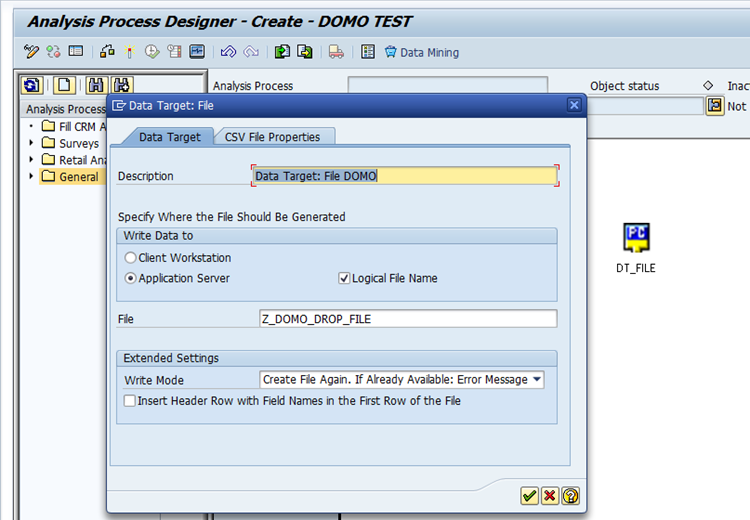 Analysis Process Designer - Create - DOMO TEST
Data Mining
Analysis Process
Object status
Inac
Not
Analysis Process
Fill CRM A
Surveys
Retail Ana
General
Data Target: File
Data Target
CSV File Properties
Description
Data Target: File DOMO
Specify Where the File Should Be Generated
Write Data to
Client Workstation
Application Server
Logical File Name
File
Z_DOMO_DROP_FILE
Extended Settings
Write Mode
Create File Again. If Already Available: Error Message
Insert Header Row with Field Names in the First Row of the File
DT_FILE